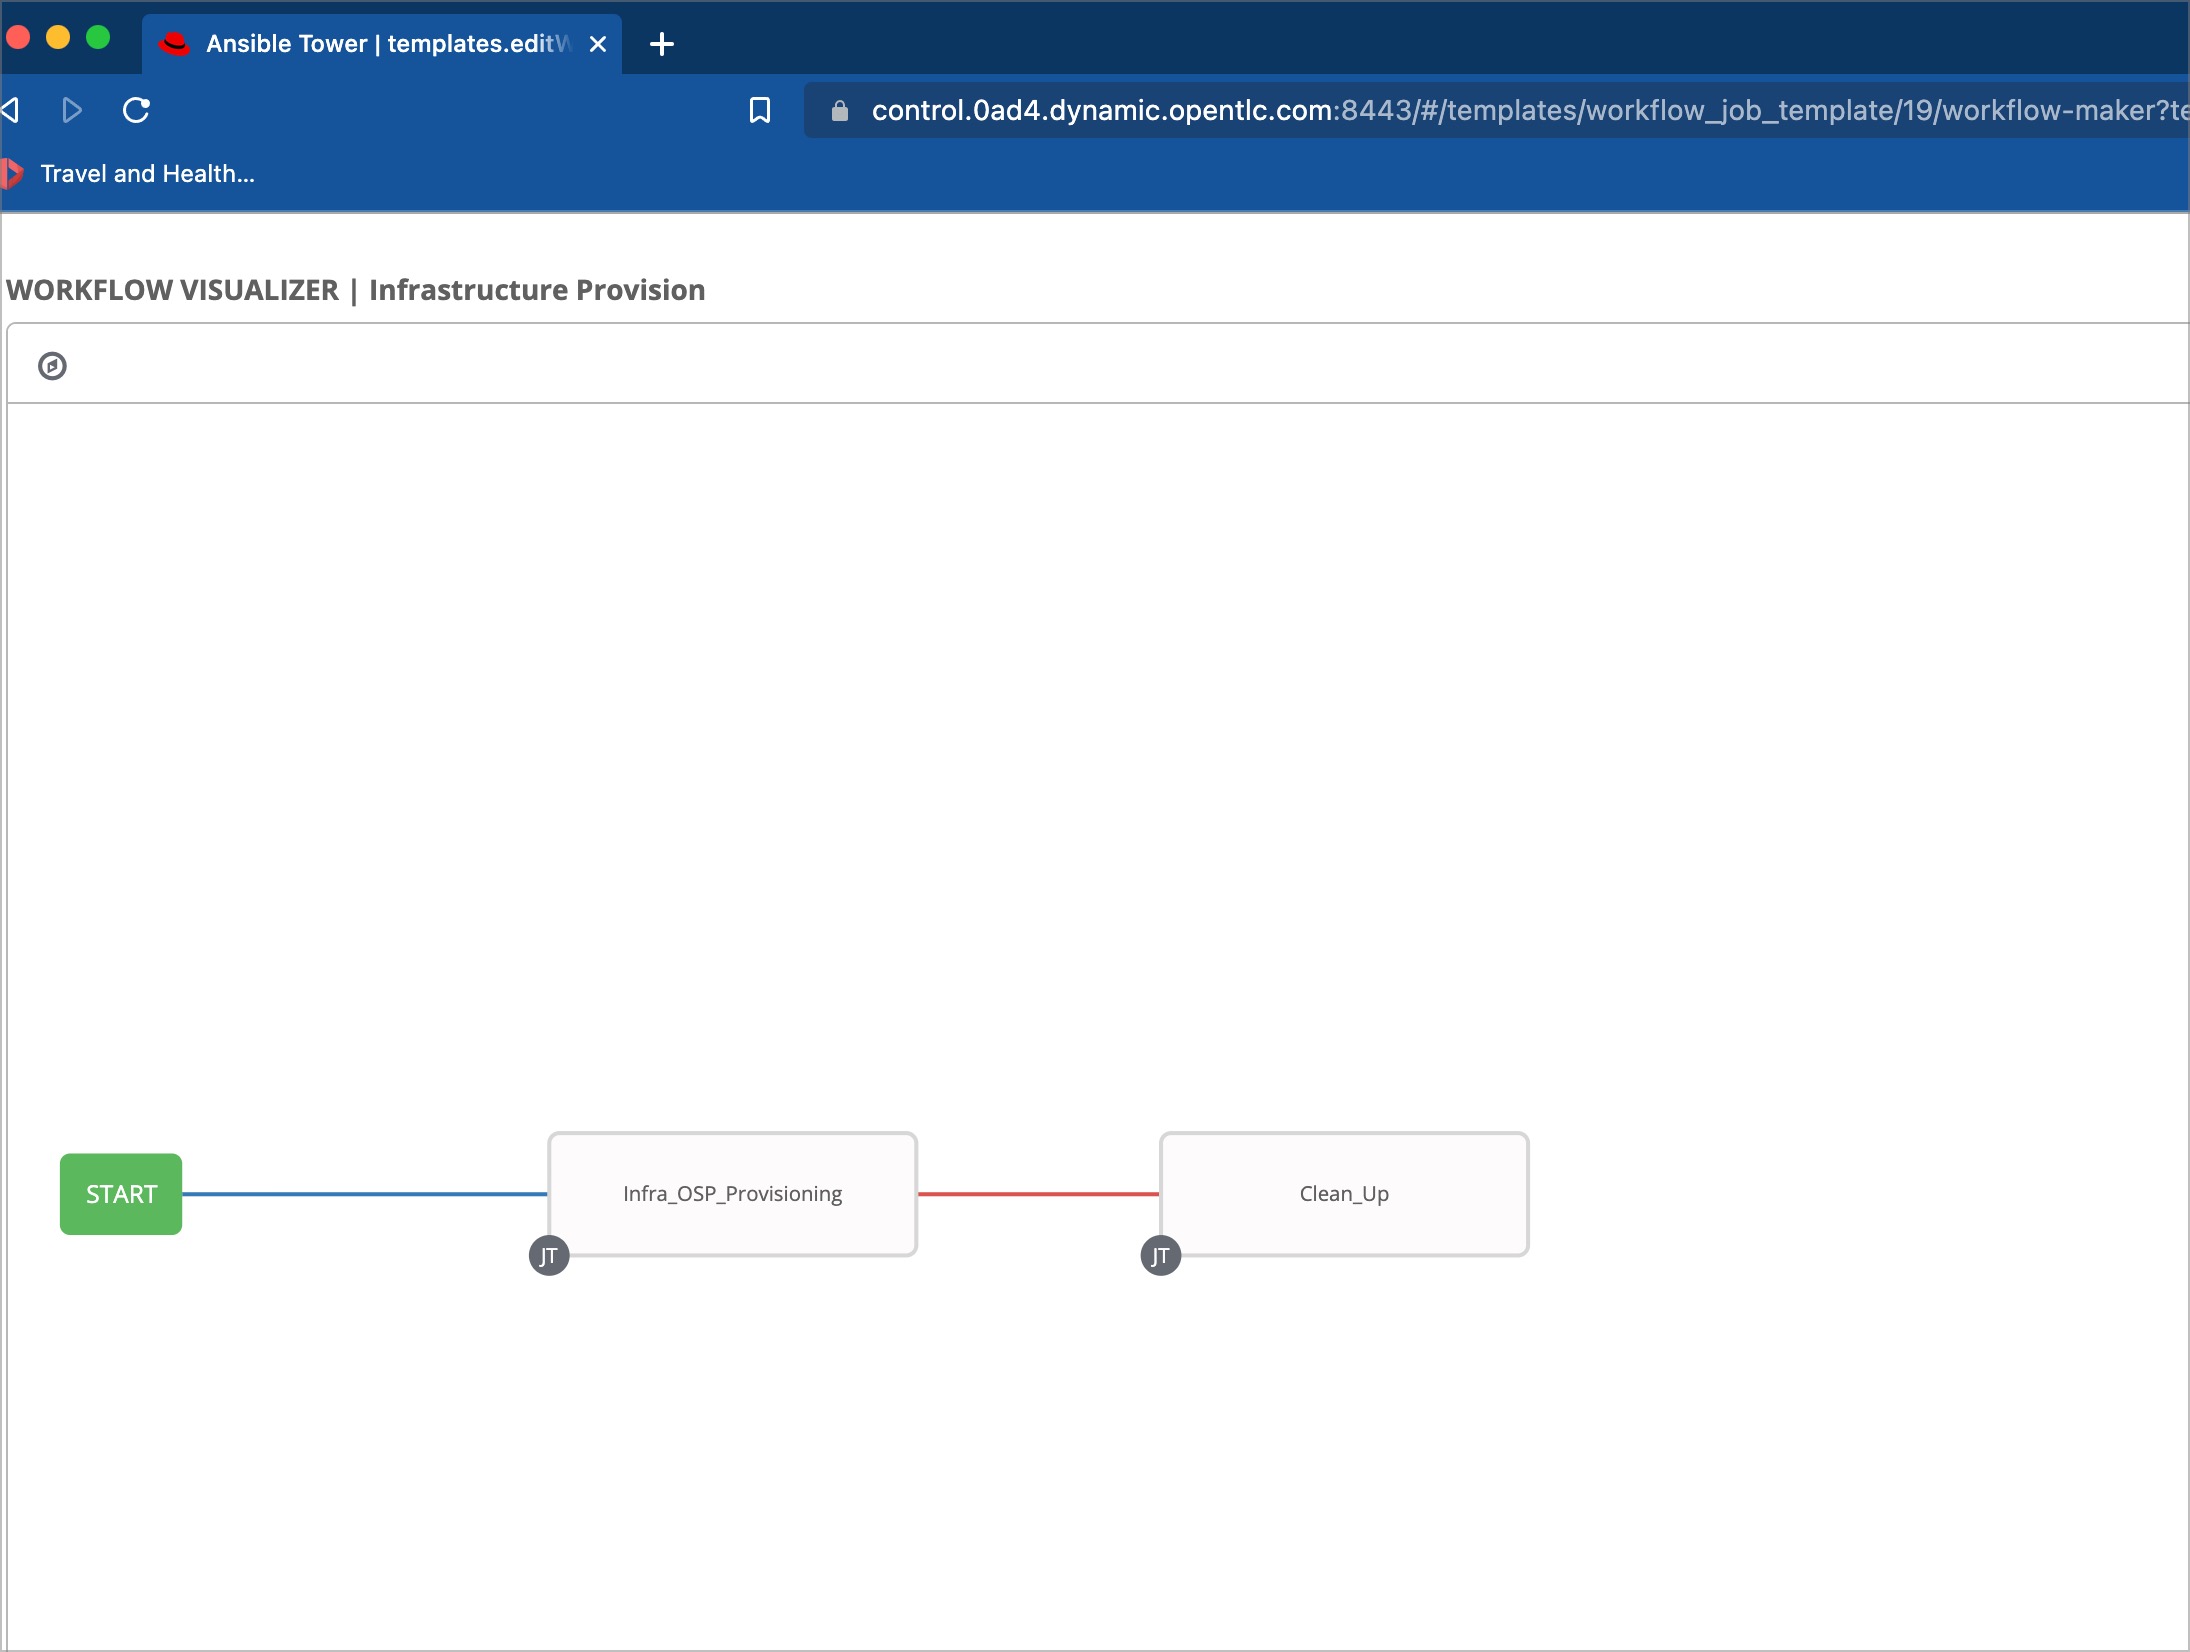 Ansible Tower | templates.editW
control.0ad4.dynamic.opentlc.com:8443/#/templates/workflow_job_template/19/workflow-maker?te
Travel and Health...
WORKFLOW VISUALIZER | Infrastructure Provision
START
Infra_OSP_Provisioning
Clean_Up
JT
JT